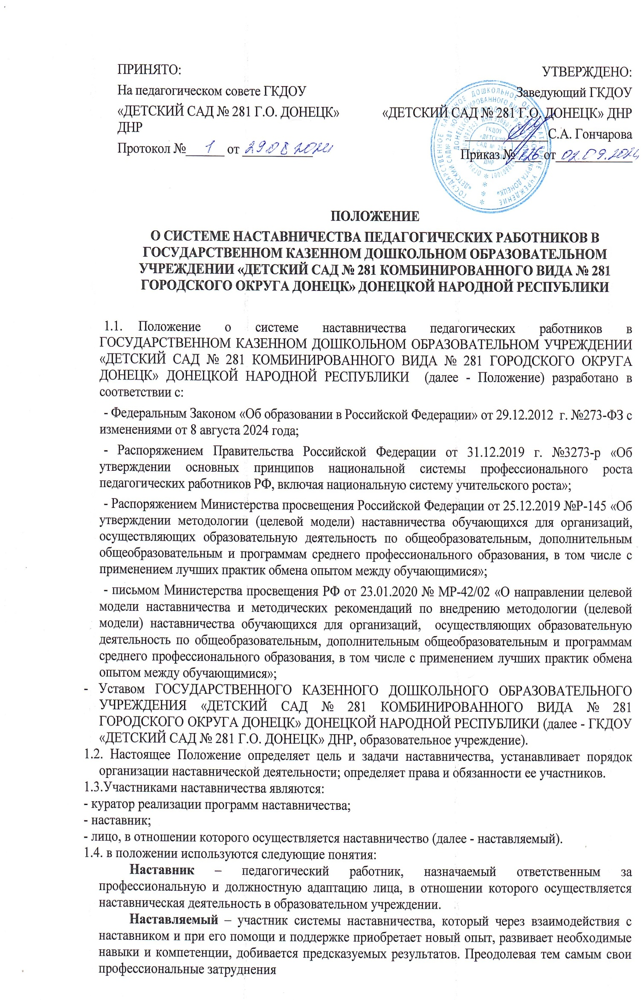 ПРИНЯТО:
На педагогическом совете ГКДОУ
«ДЕТСКИЙ САД № 281 Г.О. ДОНЕЦК»
ДНР
Протокол № 1 от 29.08.2024
УТВЕРЖДЕНО:
Заведующий ГКДОУ
«ДЕТСКИЙ САД № 281 Г.О. ДОНЕЦК» ДНР
С.А. Гончарова
Приказ № 126 от 02.09.2024
ГОСУДАРСТВЕННОЕ КАЗЕННОЕ ДОШКОЛЬНОЕ ОБРАЗОВАТЕЛЬНОЕ УЧРЕЖДЕНИЕ
ГКДОУ
«ДЕТСКИЙ
САД № 281
ДНР
ПОЛОЖЕНИЕ
О СИСТЕМЕ НАСТАВНИЧЕСТВА ПЕДАГОГИЧЕСКИХ РАБОТНИКОВ В
ГОСУДАРСТВЕННОМ КАЗЕННОМ ДОШКОЛЬНОМ ОБРАЗОВАТЕЛЬНОМ
УЧРЕЖДЕНИИ «ДЕТСКИЙ САД № 281 КОМБИНИРОВАННОГО ВИДА № 281
ГОРОДСКОГО ОКРУГА ДОНЕЦК» ДОНЕЦКОЙ НАРОДНОЙ РЕСПУБЛИКИ
1.1. Положение о системе наставничества педагогических работников в
ГОСУДАРСТВЕННОМ КАЗЕННОМ ДОШКОЛЬНОМ ОБРАЗОВАТЕЛЬНОМ УЧРЕЖДЕНИИ
«ДЕТСКИЙ САД № 281 КОМБИНИРОВАННОГО ВИДА № 281 ГОРОДСКОГО ОКРУГА
ДОНЕЦК» ДОНЕЦКОЙ НАРОДНОЙ РЕСПУБЛИКИ (далее - Положение) разработано в
соответствии с:
- Федеральным Законом «Об образовании в Российской Федерации» от 29.12.2012 г. №273-ФЗ с
изменениями от 8 августа 2024 года;
- Распоряжением Правительства Российской Федерации от 31.12.2019 г. №3273-р «Об
утверждении основных принципов национальной системы профессионального роста
педагогических работников РФ, включая национальную систему учительского роста»;
- Распоряжением Министерства просвещения Российской Федерации от 25.12.2019 №Р-145 «Об
утверждении методологии (целевой модели) наставничества обучающихся для организаций,
осуществляющих образовательную деятельность по общеобразовательным, дополнительным
общеобразовательным и программам среднего профессионального образования, в том числе с
применением лучших практик обмена опытом между обучающимися»;
- письмом Министерства просвещения РФ от 23.01.2020 № МР-42/02 «О направлении целевой
модели наставничества и методических рекомендаций по внедрению методологии (целевой
модели) наставничества обучающихся для организаций, осуществляющих образовательную
деятельность по общеобразовательным, дополнительным общеобразовательным и программам
среднего профессионального образования, в том числе с применением лучших практик обмена
опытом между обучающимися»;
- Уставом ГОСУДАРСТВЕННОГО КАЗЕННОГО ДОШКОЛЬНОГО ОБРАЗОВАТЕЛЬНОГО
УЧРЕЖДЕНИЯ «ДЕТСКИЙ САД № 281 КОМБИНИРОВАННОГО ВИДА № 281
ГОРОДСКОГО ОКРУГА ДОНЕЦК» ДОНЕЦКОЙ НАРОДНОЙ РЕСПУБЛИКИ (далее - ГКДОУ
«ДЕТСКИЙ САД № 281 Г.О. ДОНЕЦК» ДНР, образовательное учреждение).
1.2. Настоящее Положение определяет цель и задачи наставничества, устанавливает порядок
организации наставнической деятельности; определяет права и обязанности ее участников.
1.3.Участниками наставничества являются:
- куратор реализации программ наставничества;
- наставник;
- лицо, в отношении которого осуществляется наставничество (далее - наставляемый).
1.4. в положении используются следующие понятия:
Наставник – педагогический работник, назначаемый ответственным за
профессиональную и должностную адаптацию лица, в отношении которого осуществляется
наставническая деятельность в образовательном учреждении.
Наставляемый – участник системы наставничества, который через взаимодействия с
наставником и при его помощи и поддержке приобретает новый опыт, развивает необходимые
навыки и компетенции, добивается предсказуемых результатов. Преодолевая тем самым свои
профессиональные затруднения